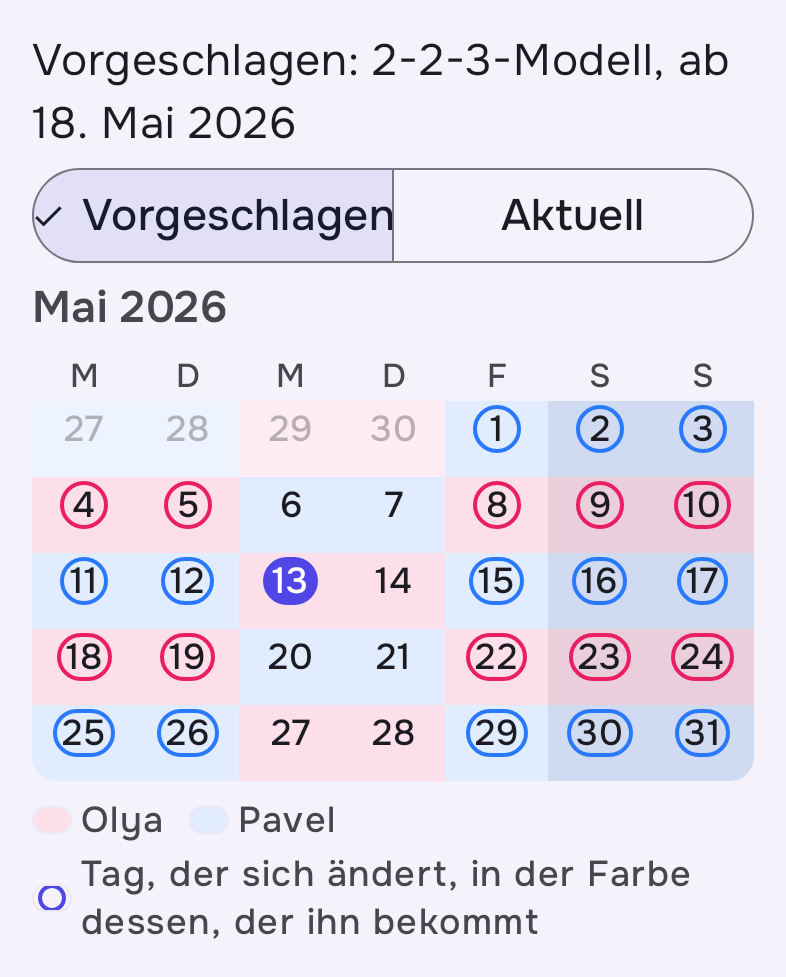 Vorgeschlagen: 2-2-3-Modell, ab
18. Mai 2026
Vorgeschlagen Aktuell
Mai 2026
M D M D F S S
27 28 29 30 1 2 3
4 5 6 7 8 9 10
11 12 13 14 15 16 17
18 19 20 21 22 23 24
25 26 27 28 29 30 31
Olya Pavel
Tag, der sich ändert, in der Farbe
dessen, der ihn bekommt